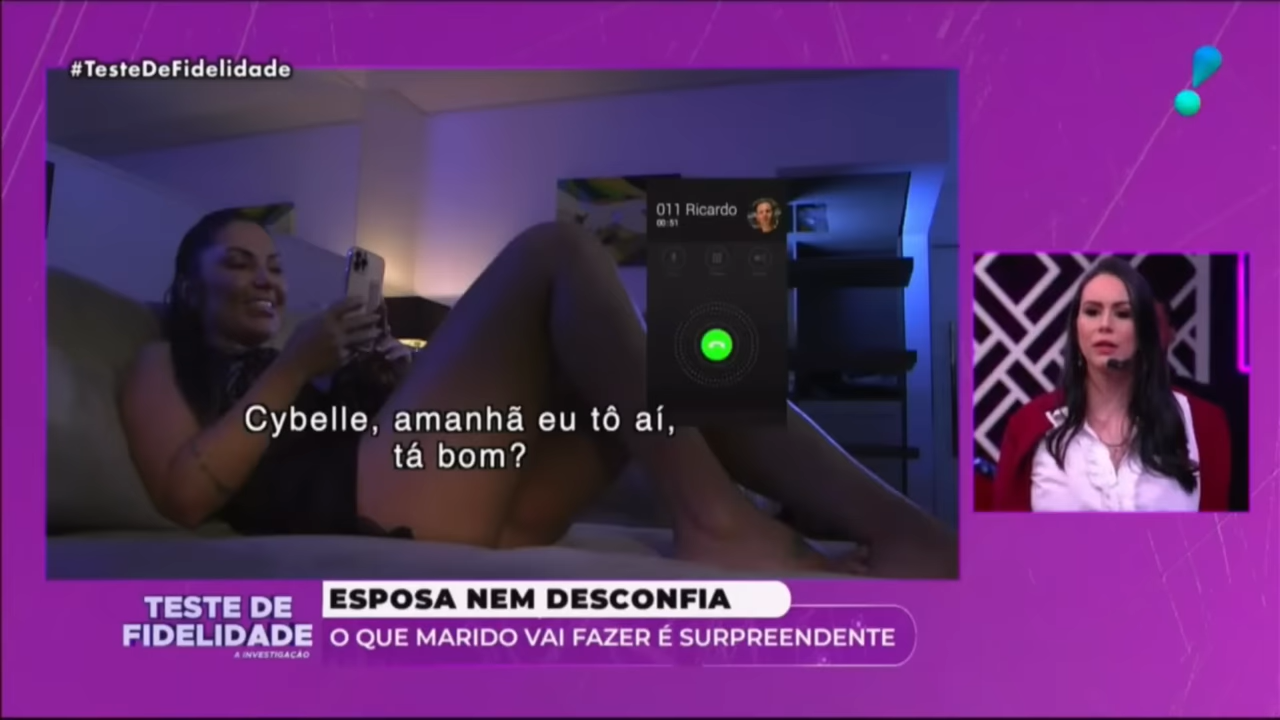 #TesteDeFidelidade
011 Ricardo
00:51
Cybelle, amanhã eu tô aí,
tá bom?
TESTE DE
FIDELIDADE
A INVESTIGAÇÃO
ESPOSA NEM DESCONFIA
O QUE MARIDO VAI FAZER É SURPREENDENTE